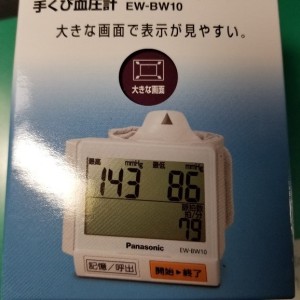 手くび血圧計 EW-BW10
大きな画面で表示が見やすい。
大きな画面
最高 mmHg 最低 mmHg
143 86
79
Panasonic
EW-BW10
記憶/呼出
開始▶終了